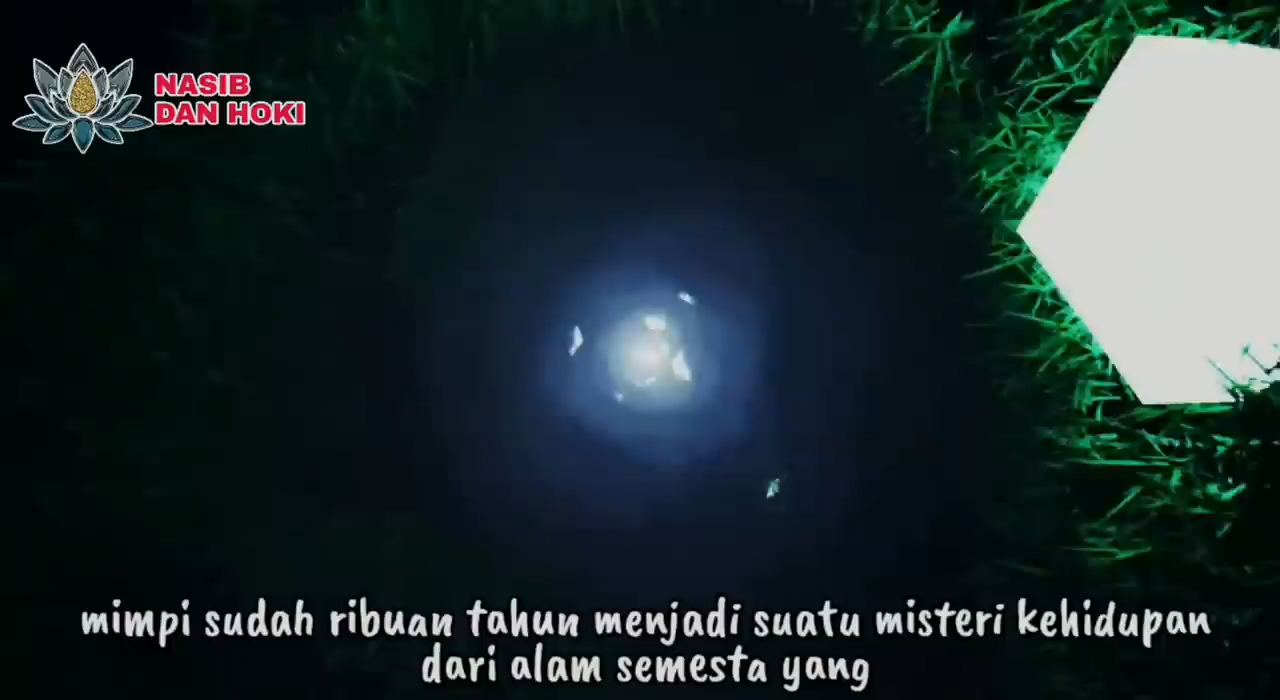 NASIB
DAN HOKI
mimpi sudah ribuan tahun menjadi suatu misteri kehidupan
dari alam semesta yang